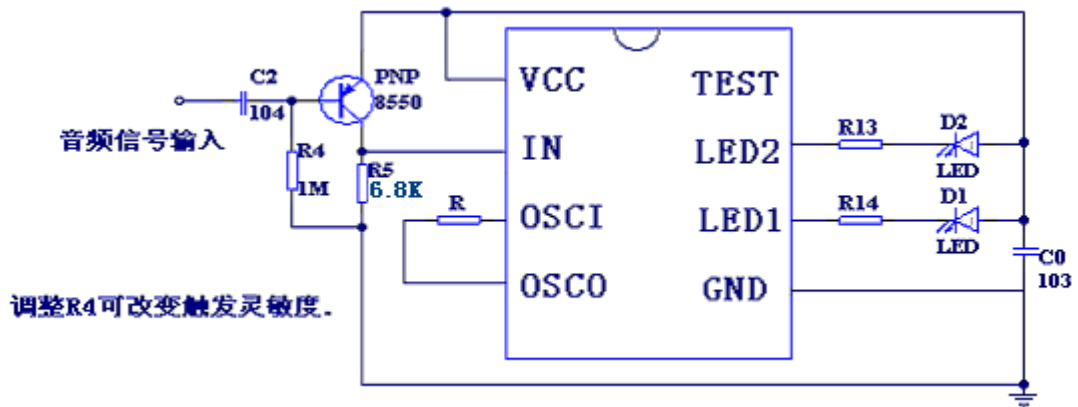 C2
104
音频信号输入
PNP
8550
R4
1M
R5
6.8K
R
VCC
IN
OSCI
OSCO
TEST
LED2
LED1
GND
R13
D2
LED
R14
D1
LED
C0
103
调整R4可改变触发灵敏度.